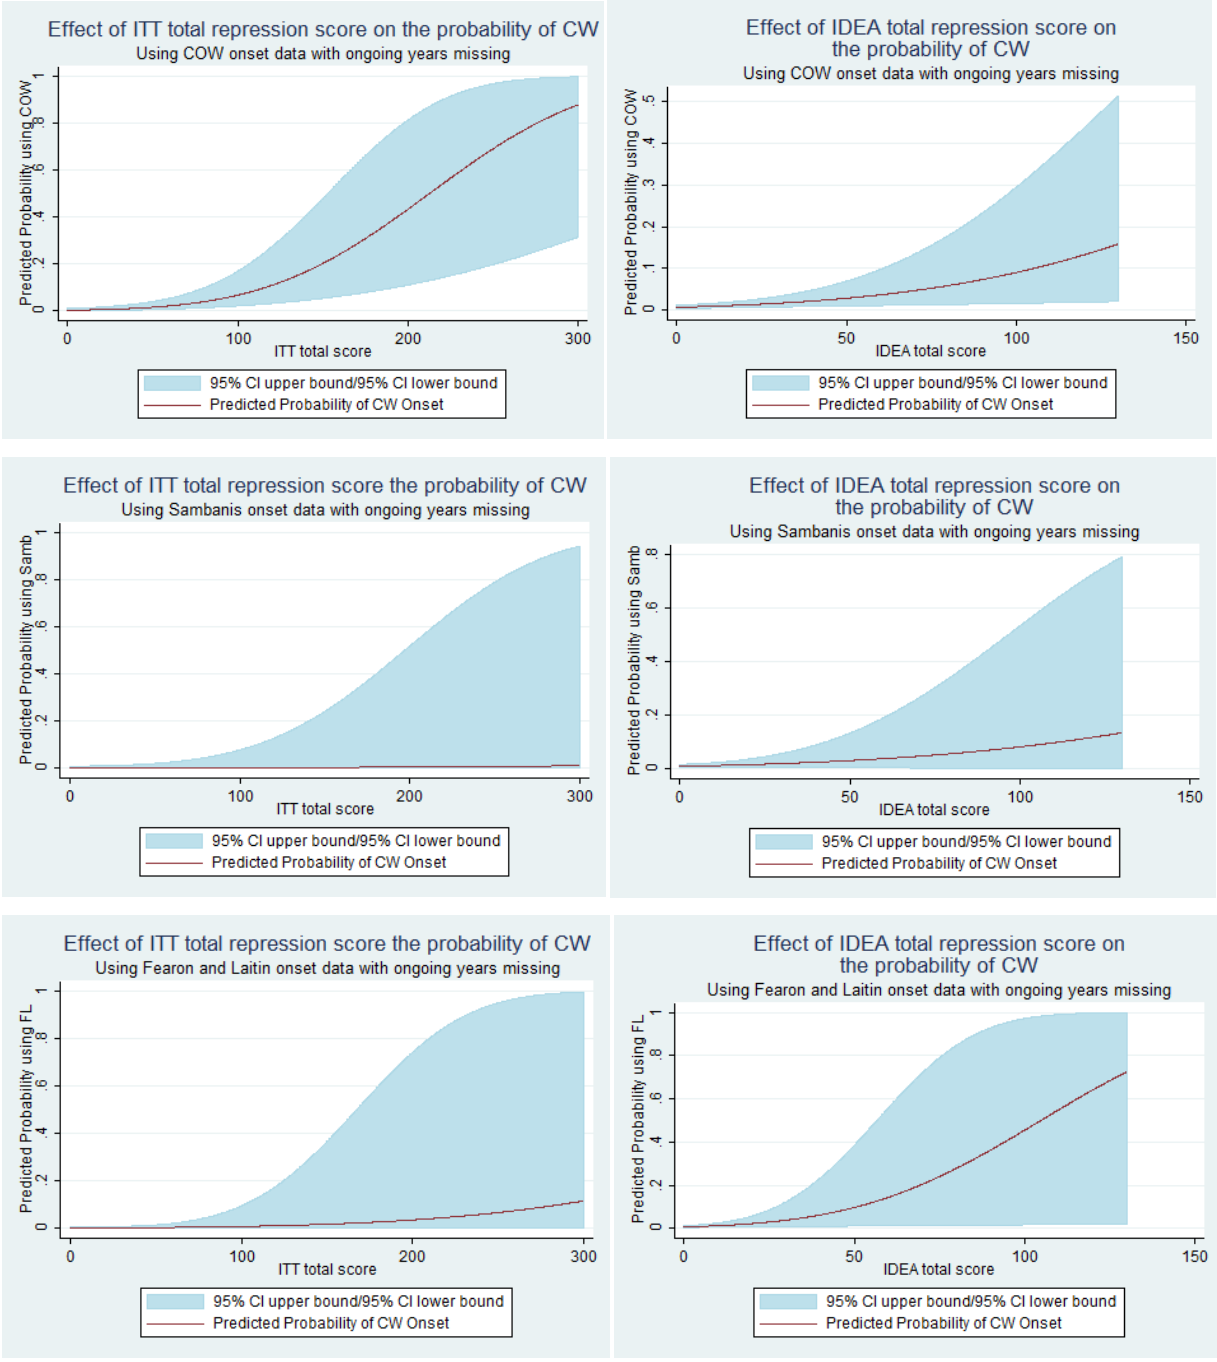 Effect of ITT total repression score on the probability of CW
Using COW onset data with ongoing years missing
Predicted Probability using COW
0 .2 .4 .6 .8 1
0 100 200 300
ITT total score
95% CI upper bound/95% CI lower bound
Predicted Probability of CW Onset
Effect of IDEA total repression score on
the probability of CW
Using COW onset data with ongoing years missing
Predicted Probability using COW
0 .1 .2 .3 .4 .5
0 50 100 150
IDEA total score
95% CI upper bound/95% CI lower bound
Predicted Probability of CW Onset
Effect of ITT total repression score the probability of CW
Using Sambanis onset data with ongoing years missing
Predicted Probability using Samb
0 .2 .4 .6 .8 1
0 100 200 300
ITT total score
95% CI upper bound/95% CI lower bound
Predicted Probability of CW Onset
Effect of IDEA total repression score on
the probability of CW
Using Sambanis onset data with ongoing years missing
Predicted Probability using Samb
0 .2 .4 .6 .8
0 50 100 150
IDEA total score
95% CI upper bound/95% CI lower bound
Predicted Probability of CW Onset
Effect of ITT total repression score the probability of CW
Using Fearon and Laitin onset data with ongoing years missing
Predicted Probability using FL
0 .2 .4 .6 .8 1
0 100 200 300
ITT total score
95% CI upper bound/95% CI lower bound
Predicted Probability of CW Onset
Effect of IDEA total repression score on
the probability of CW
Using Fearon and Laitin onset data with ongoing years missing
Predicted Probability using FL
0 .2 .4 .6 .8 1
0 50 100 150
IDEA total score
95% CI upper bound/95% CI lower bound
Predicted Probability of CW Onset